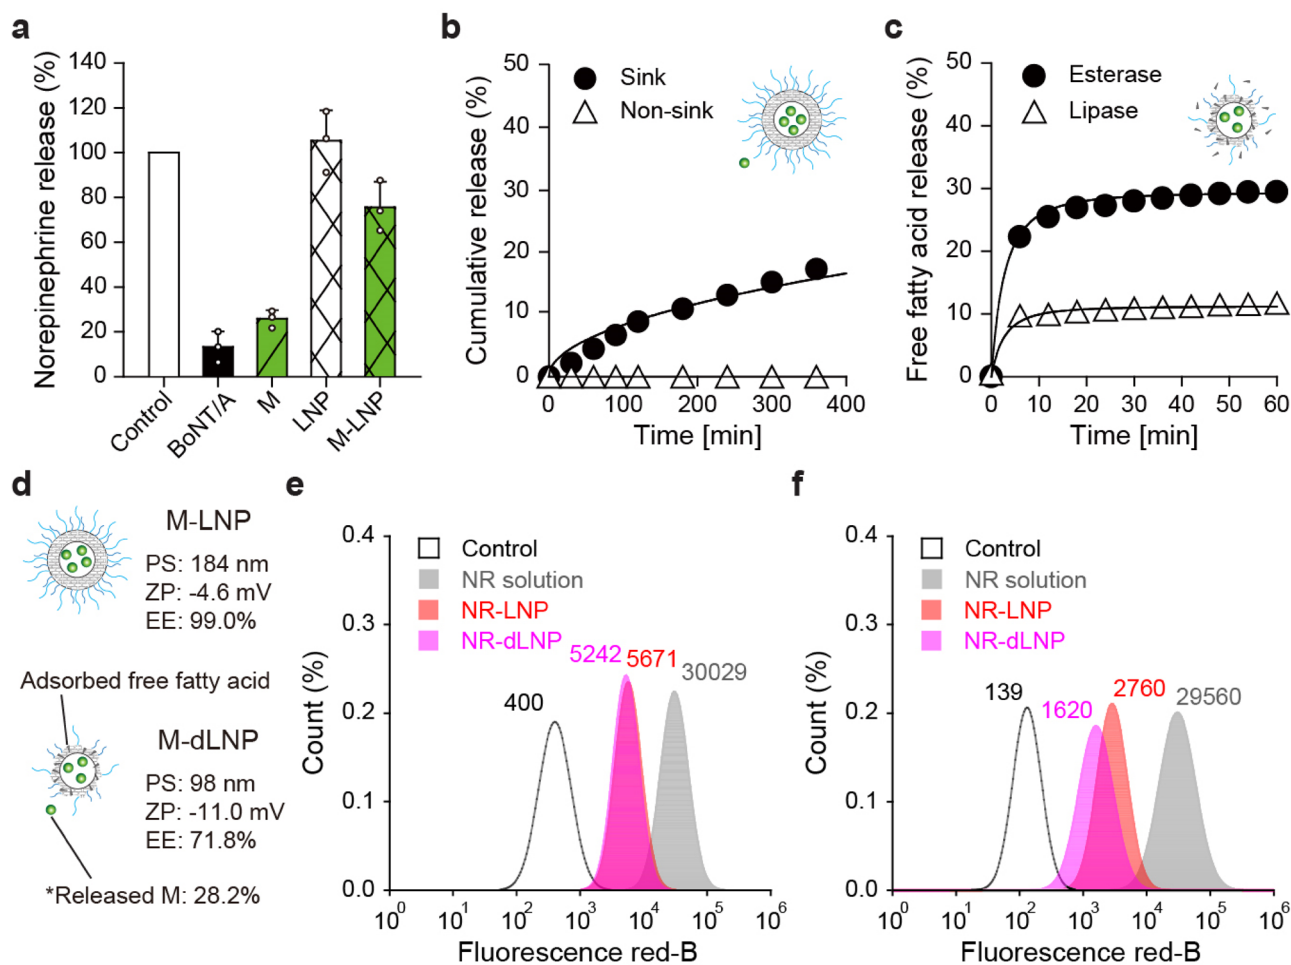 a
Norepinephrine release (%)
140
120
100
80
60
40
20
0
Control
BoNT/A
M
LNP
M-LNP
b
Cumulative release (%)
50
40
30
20
10
0
Sink
Non-sink
0 100 200 300 400
Time [min]
c
Free fatty acid release (%)
50
40
30
20
10
0
Esterase
Lipase
0 10 20 30 40 50 60
Time [min]
d
M-LNP
PS: 184 nm
ZP: -4.6 mV
EE: 99.0%
Adsorbed free fatty acid
M-dLNP
PS: 98 nm
ZP: -11.0 mV
EE: 71.8%
*Released M: 28.2%
e
Count (%)
0.4
0.3
0.2
0.1
0.0
Control
NR solution
NR-LNP
NR-dLNP
400
5242
5671
30029
10^0 10^1 10^2 10^3 10^4 10^5 10^6
Fluorescence red-B
f
Count (%)
0.4
0.3
0.2
0.1
0.0
Control
NR solution
NR-LNP
NR-dLNP
139
1620
2760
29560
10^0 10^1 10^2 10^3 10^4 10^5 10^6
Fluorescence red-B